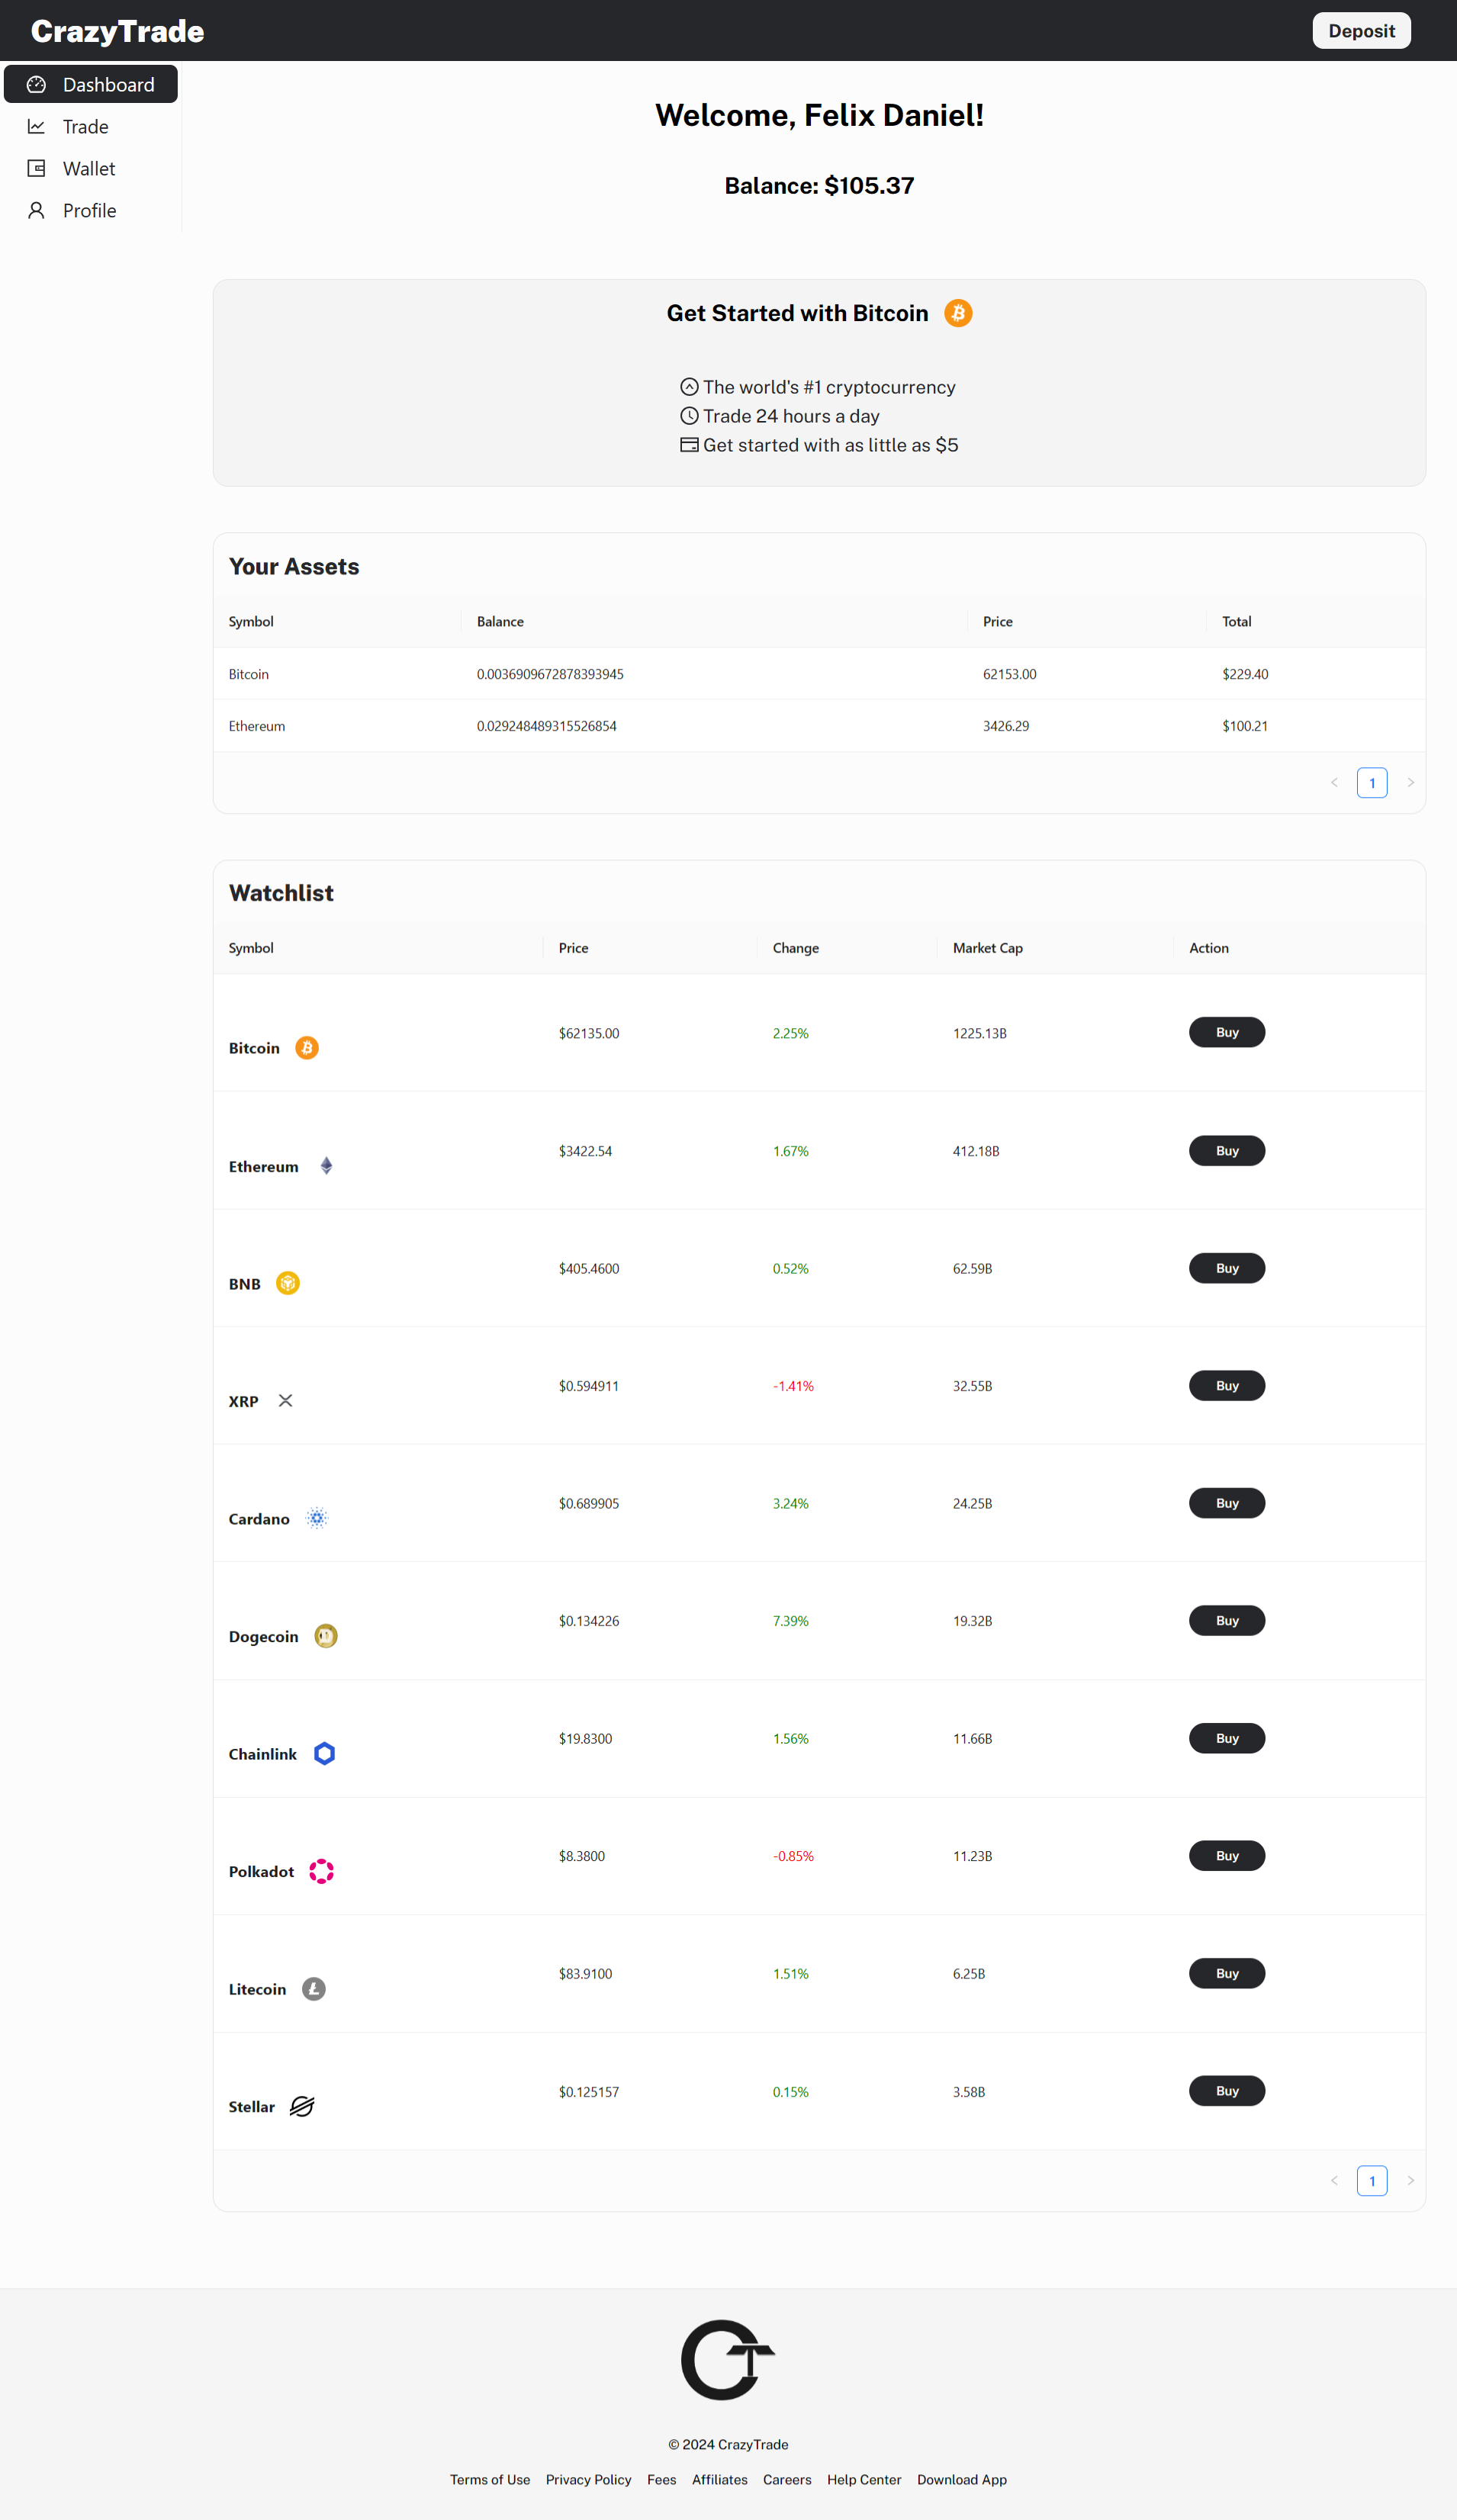 CrazyTrade
Deposit
Dashboard
Trade
Wallet
Profile
Welcome, Felix Daniel!
Balance: $105.37
Get Started with Bitcoin
The world's #1 cryptocurrency
Trade 24 hours a day
Get started with as little as $5
Your Assets
Symbol Balance Price Total
Bitcoin 0.0036909672878393945 62153.00 $229.40
Ethereum 0.029248489315526854 3426.29 $100.21
< 1 >
Watchlist
Symbol Price Change Market Cap Action
Bitcoin $62135.00 2.25% 1225.13B Buy
Ethereum $3422.54 1.67% 412.18B Buy
BNB $405.4600 0.52% 62.59B Buy
XRP $0.594911 -1.41% 32.55B Buy
Cardano $0.689905 3.24% 24.25B Buy
Dogecoin $0.134226 7.39% 19.32B Buy
Chainlink $19.8300 1.56% 11.66B Buy
Polkadot $8.3800 -0.85% 11.23B Buy
Litecoin $83.9100 1.51% 6.25B Buy
Stellar $0.125157 0.15% 3.58B Buy
< 1 >
CT
© 2024 CrazyTrade
Terms of Use Privacy Policy Fees Affiliates Careers Help Center Download App